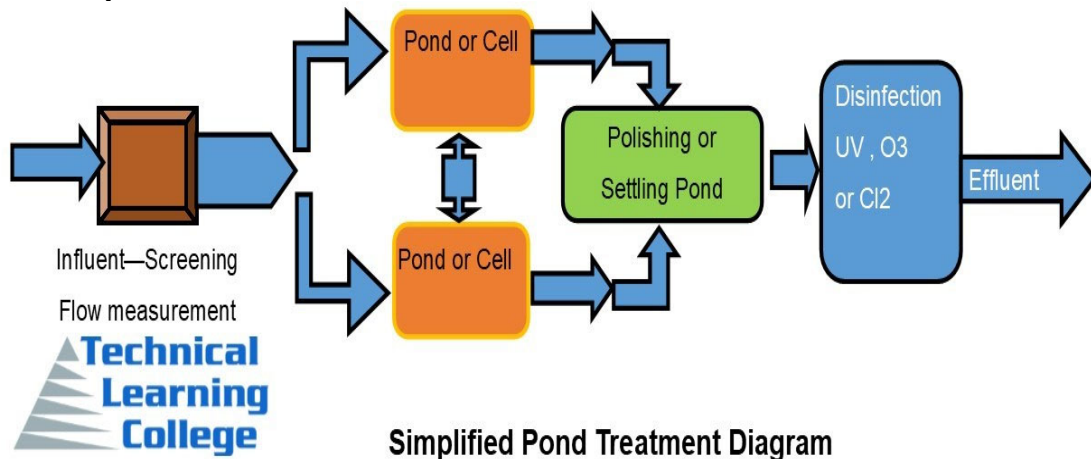 Pond or Cell
Disinfection
UV , O3
or Cl2
Polishing or
Settling Pond
Effluent
Pond or Cell
Influent—Screening
Flow measurement
Technical
Learning
College
Simplified Pond Treatment Diagram